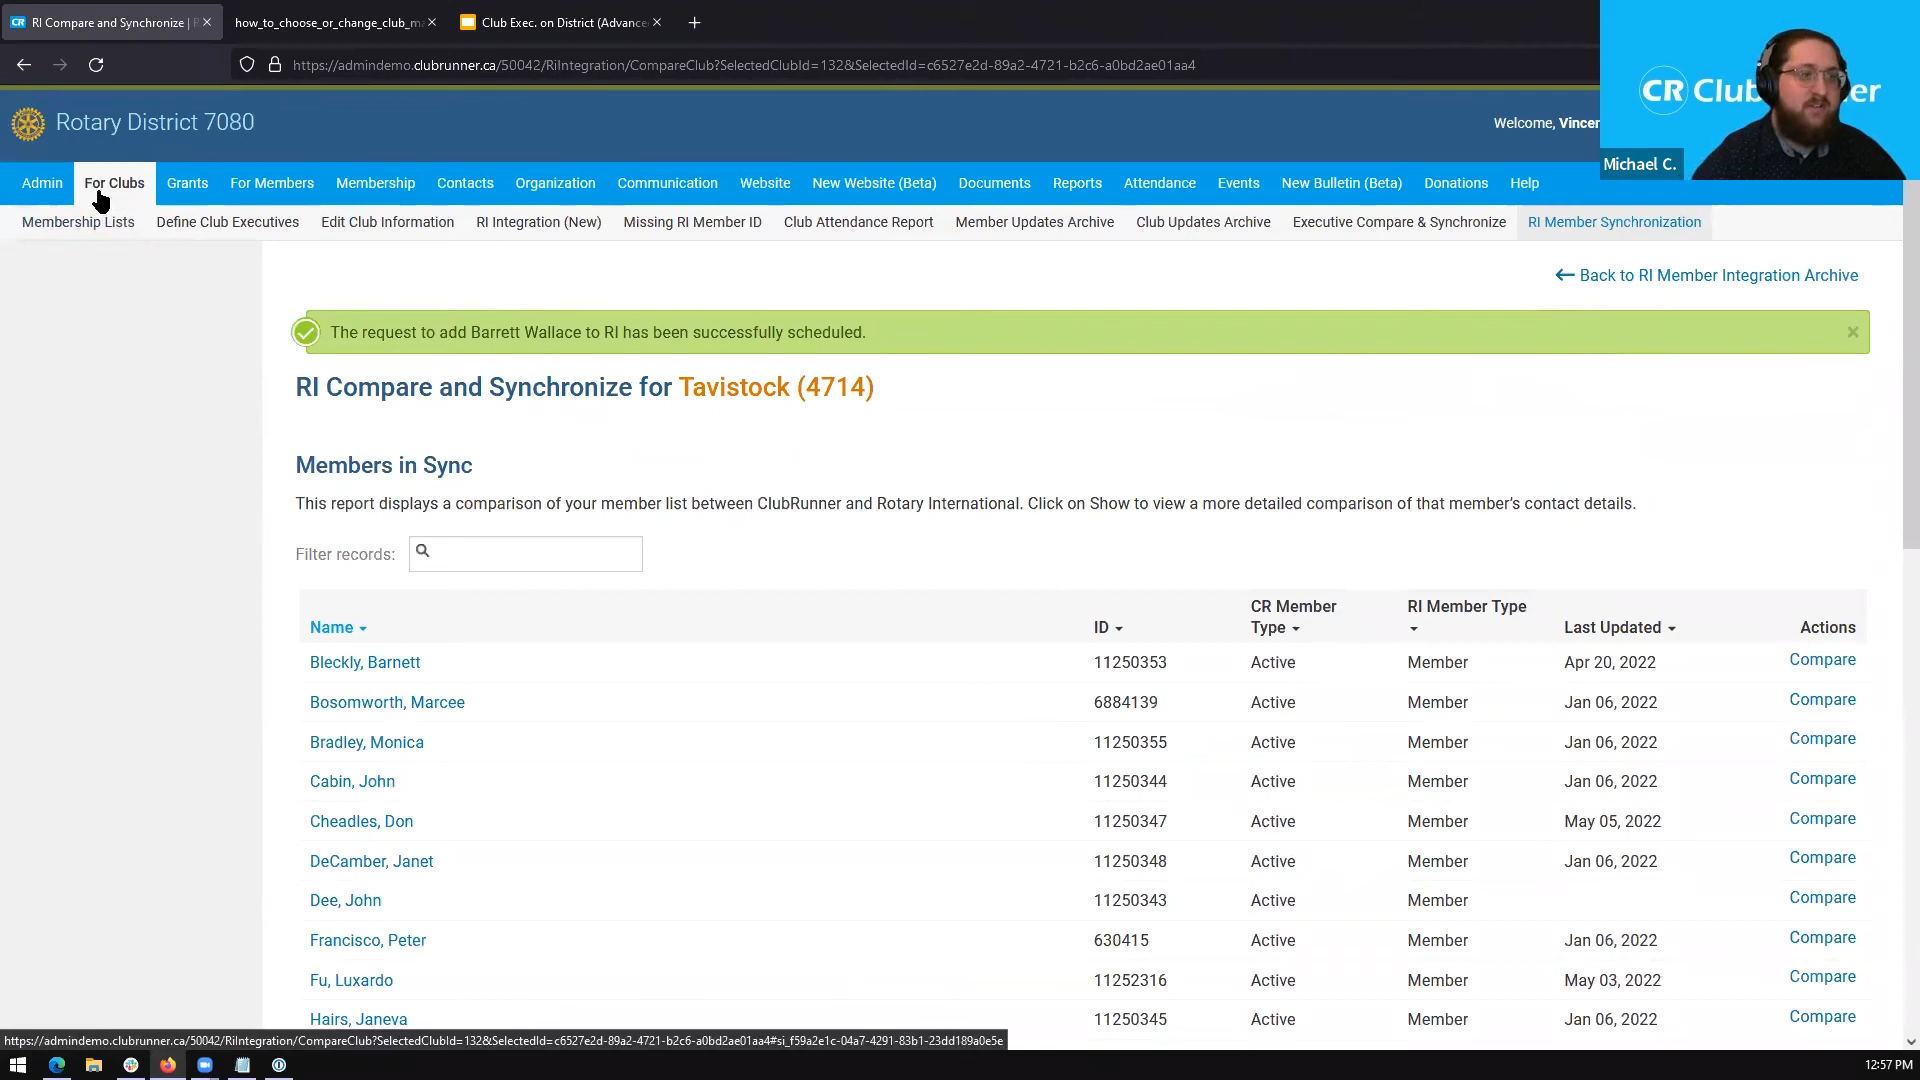 RI Compare and Synchronize | R
how_to_choose_or_change_club_ma
Club Exec. on District (Advance
https://admindemo.clubrunner.ca/50042/RiIntegration/CompareClub?SelectedClubId=132&SelectedId=c6527e2d-89a2-4721-b2c6-a0bd2ae01aa4
CR Club er
Michael C.
Rotary District 7080
Welcome, Vincen
Admin For Clubs Grants For Members Membership Contacts Organization Communication Website New Website (Beta) Documents Reports Attendance Events New Bulletin (Beta) Donations Help
Membership Lists Define Club Executives Edit Club Information RI Integration (New) Missing RI Member ID Club Attendance Report Member Updates Archive Club Updates Archive Executive Compare & Synchronize RI Member Synchronization
Back to RI Member Integration Archive
The request to add Barrett Wallace to RI has been successfully scheduled.
RI Compare and Synchronize for Tavistock (4714)
Members in Sync
This report displays a comparison of your member list between ClubRunner and Rotary International. Click on Show to view a more detailed comparison of that member's contact details.
Filter records:
Name ID CR Member Type RI Member Type Last Updated Actions
Bleckly, Barnett 11250353 Active Member Apr 20, 2022 Compare
Bosomworth, Marcee 6884139 Active Member Jan 06, 2022 Compare
Bradley, Monica 11250355 Active Member Jan 06, 2022 Compare
Cabin, John 11250344 Active Member Jan 06, 2022 Compare
Cheadles, Don 11250347 Active Member May 05, 2022 Compare
DeCamber, Janet 11250348 Active Member Jan 06, 2022 Compare
Dee, John 11250343 Active Member Compare
Francisco, Peter 630415 Active Member Jan 06, 2022 Compare
Fu, Luxardo 11252316 Active Member May 03, 2022 Compare
Hairs, Janeva 11250345 Active Member Jan 06, 2022 Compare
https://admindemo.clubrunner.ca/50042/RiIntegration/CompareClub?SelectedClubId=132&SelectedId=c6527e2d-89a2-4721-b2c6-a0bd2ae01aa4#si_f59a2e1c-04a7-4291-83b1-23dd189a0e5e
12:57 PM